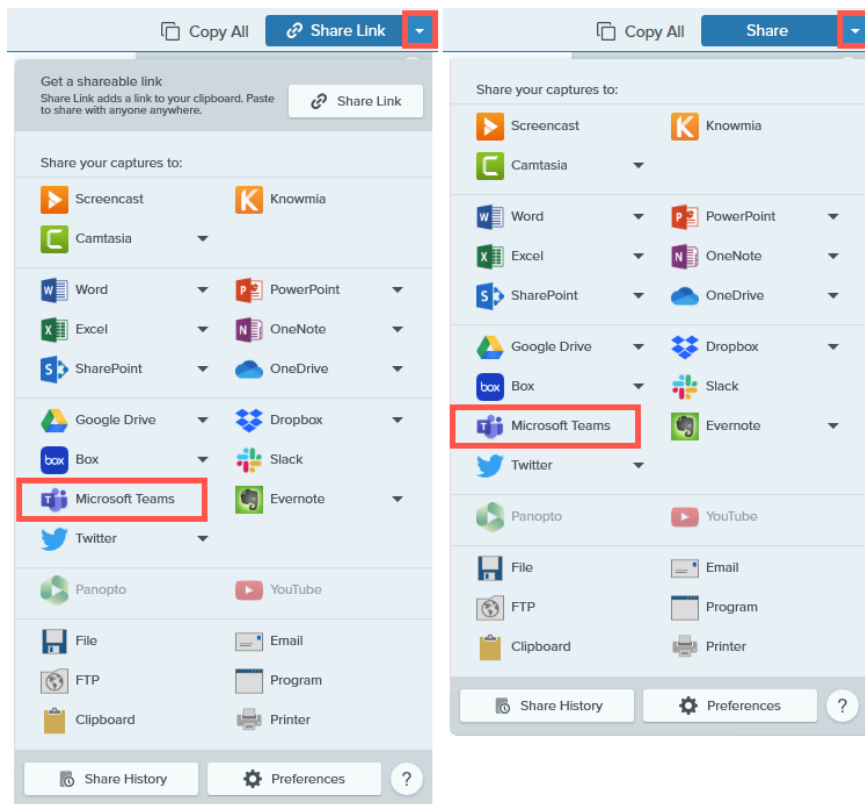 Copy All
Share Link
Get a shareable link
Share Link adds a link to your clipboard. Paste
to share with anyone anywhere.
Share Link
Share your captures to:
Screencast
Knowmia
Camtasia
Word
PowerPoint
Excel
OneNote
SharePoint
OneDrive
Google Drive
Dropbox
box
Box
Slack
Microsoft Teams
Evernote
Twitter
Panopto
YouTube
File
Email
FTP
Program
Clipboard
Printer
Share History
Preferences
?
Copy All
Share
Share your captures to:
Screencast
Knowmia
Camtasia
Word
PowerPoint
Excel
OneNote
SharePoint
OneDrive
Google Drive
Dropbox
box
Box
Slack
Microsoft Teams
Evernote
Twitter
Panopto
YouTube
File
Email
FTP
Program
Clipboard
Printer
Share History
Preferences
?